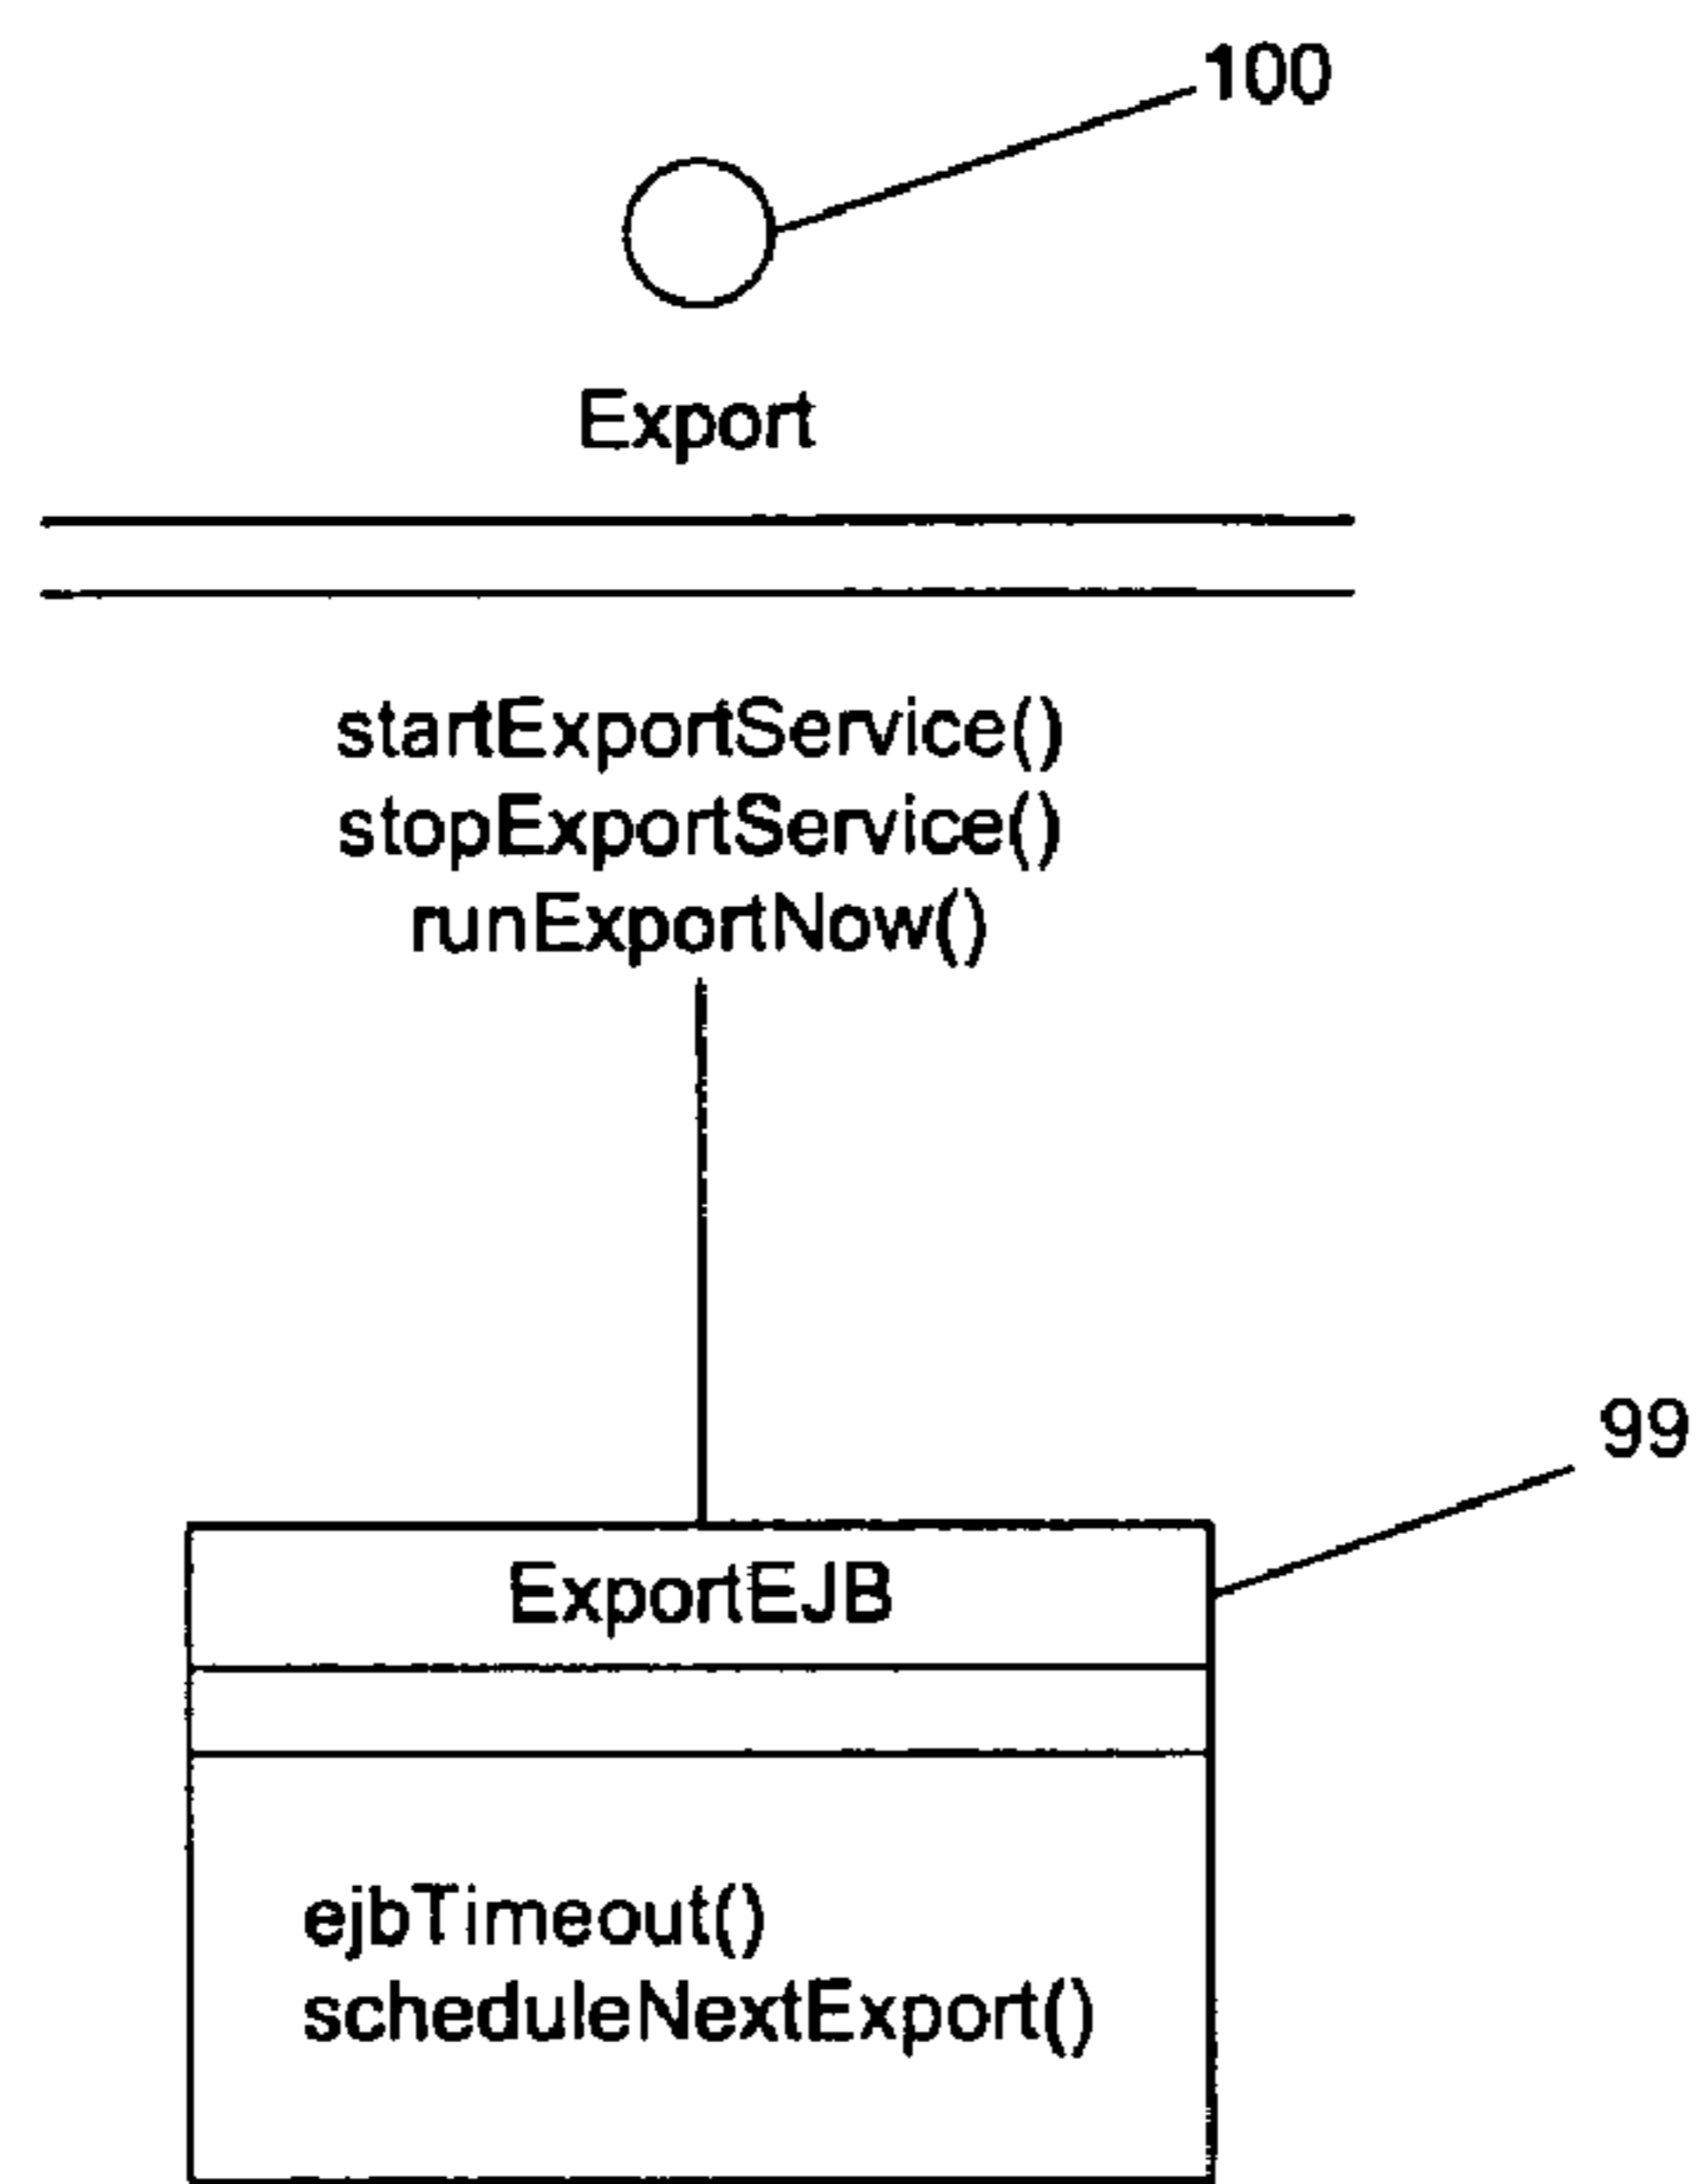 100
Export
startExportService()
stopExportService()
runExportNow()
99
ExportEJB
ejbTimeout()
scheduleNextExport()